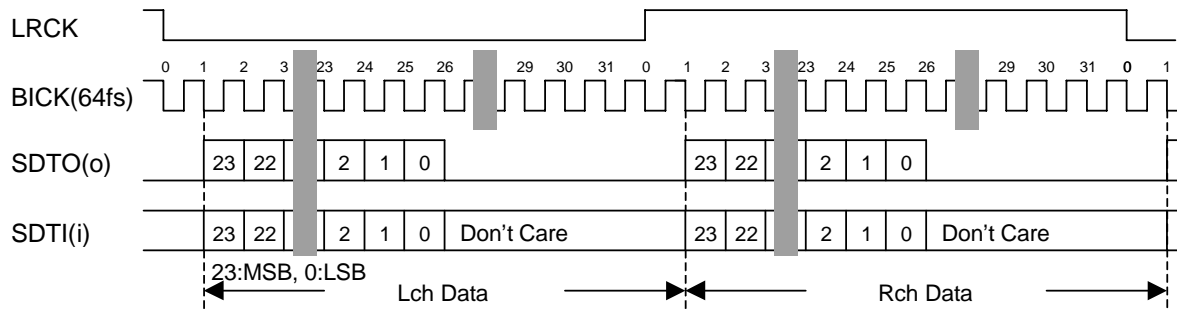 LRCK
0 1 2 3 23 24 25 26 29 30 31 0 1 2 3 23 24 25 26 29 30 31 0 1
BICK(64fs)
SDTO(o) 23 22 2 1 0 23 22 2 1 0
SDTI(i) 23 22 2 1 0 Don't Care 23 22 2 1 0 Don't Care
23:MSB, 0:LSB
Lch Data Rch Data